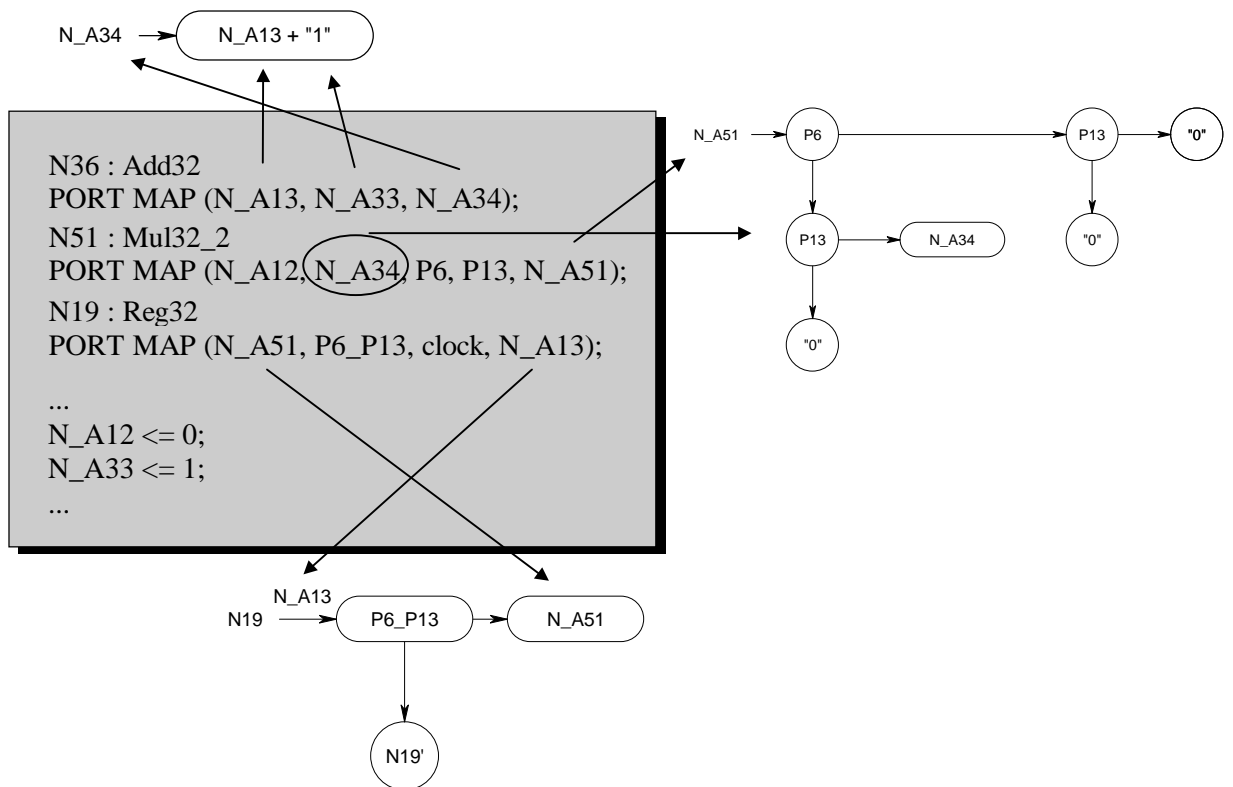 N_A34
N_A13 + "1"
N36 : Add32
PORT MAP (N_A13, N_A33, N_A34);
N51 : Mul32_2
PORT MAP (N_A12, N_A34, P6, P13, N_A51);
N19 : Reg32
PORT MAP (N_A51, P6_P13, clock, N_A13);
...
N_A12 <= 0;
N_A33 <= 1;
...
N_A51
P6
P13
"0"
P13
N_A34
"0"
"0"
N_A13
N19
P6_P13
N_A51
N19'